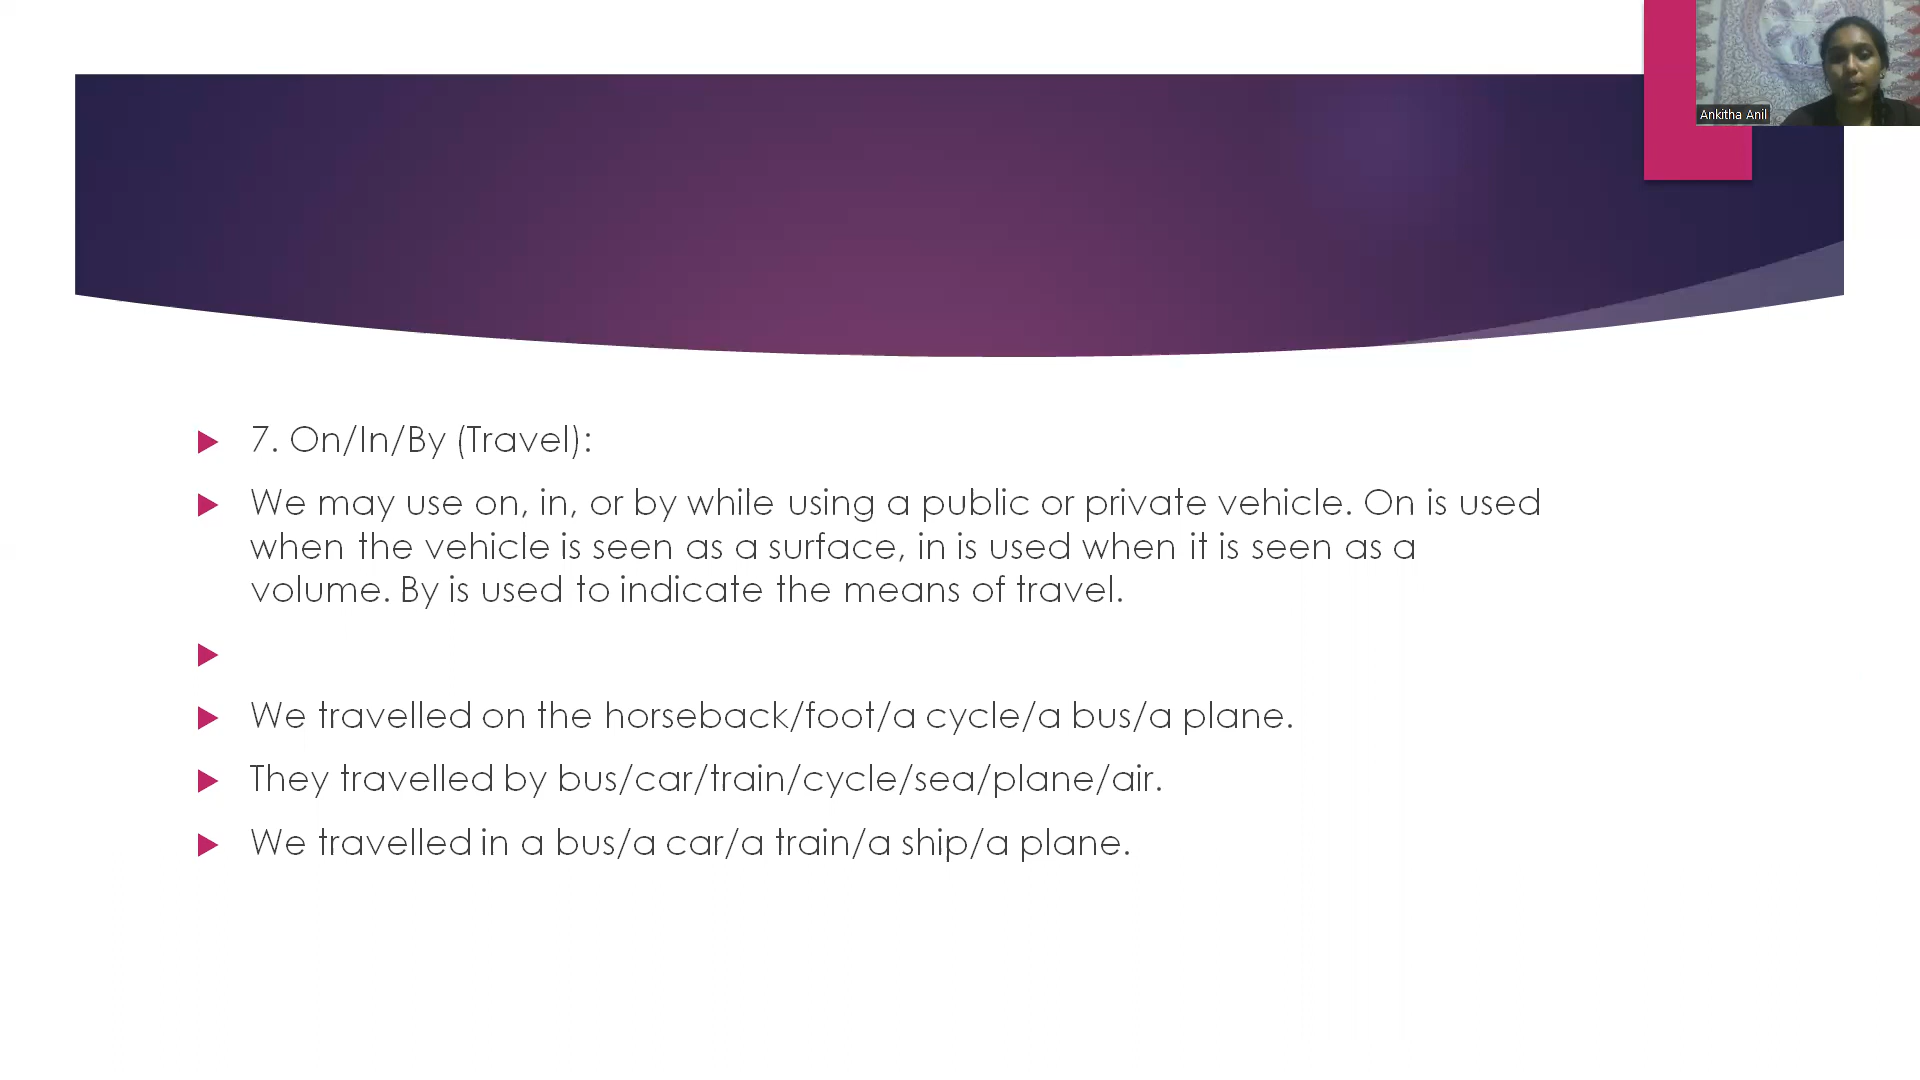 Ankitha Anil
7. On/In/By (Travel):
We may use on, in, or by while using a public or private vehicle. On is used
when the vehicle is seen as a surface, in is used when it is seen as a
volume. By is used to indicate the means of travel.
We travelled on the horseback/foot/a cycle/a bus/a plane.
They travelled by bus/car/train/cycle/sea/plane/air.
We travelled in a bus/a car/a train/a ship/a plane.